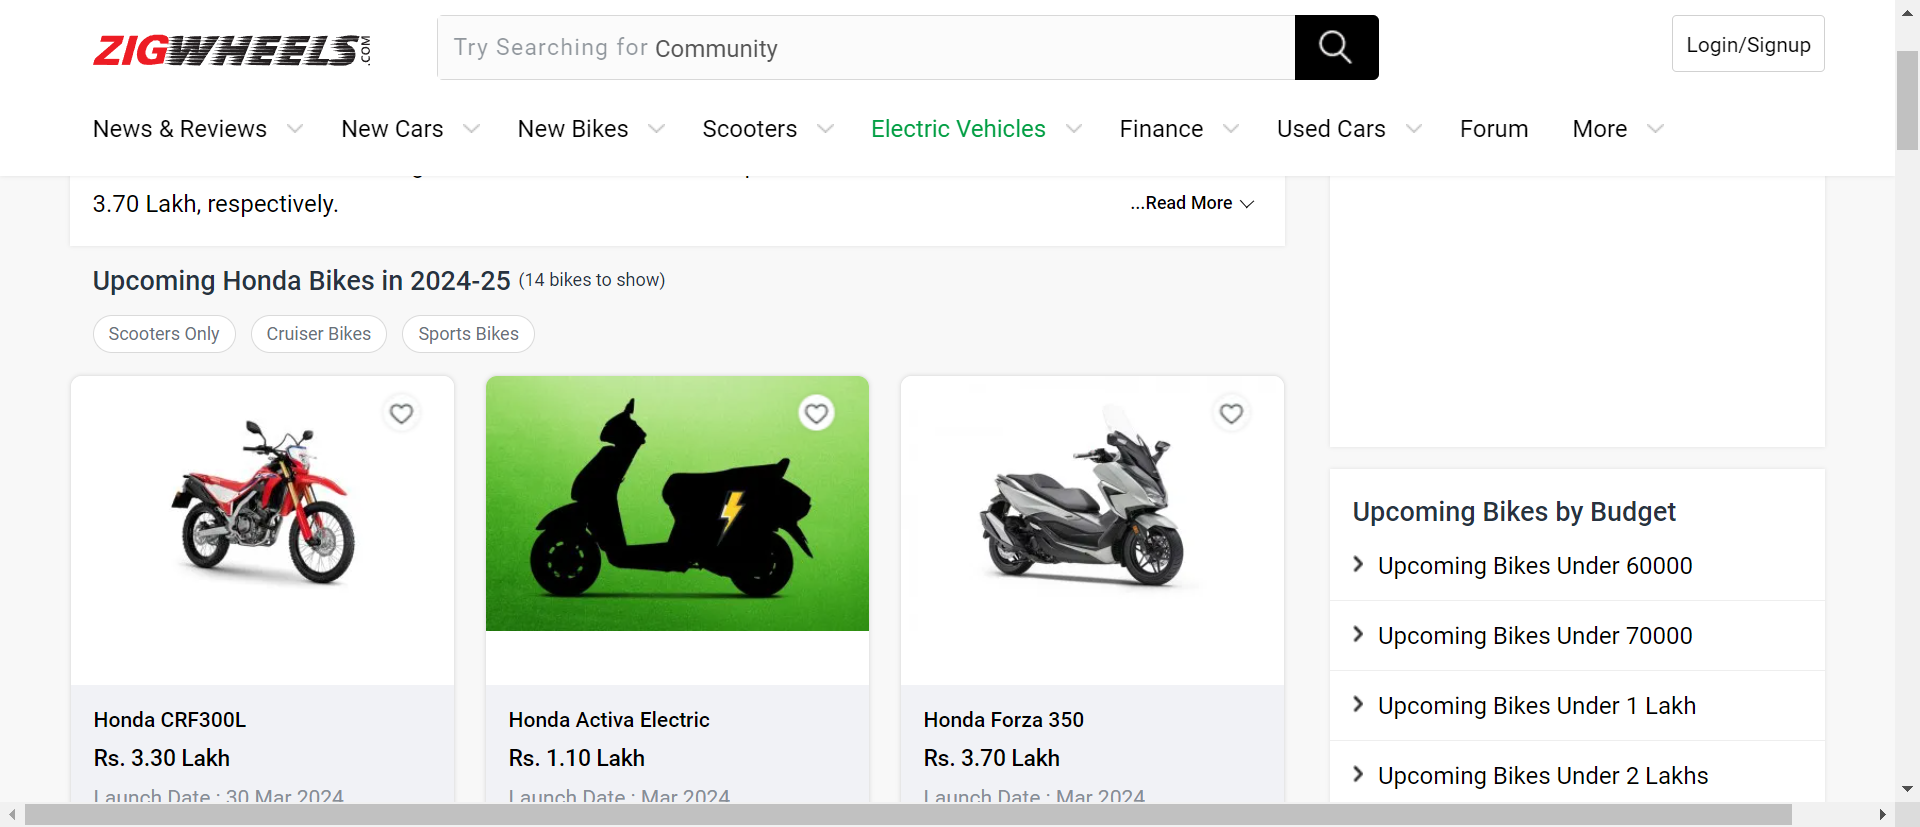 ZIGWHEELS.COM
Try Searching for Community
Login/Signup
News & Reviews
New Cars
New Bikes
Scooters
Electric Vehicles
Finance
Used Cars
Forum
More
3.70 Lakh, respectively.
...Read More
Upcoming Honda Bikes in 2024-25 (14 bikes to show)
Scooters Only
Cruiser Bikes
Sports Bikes
Honda CRF300L
Rs. 3.30 Lakh
Launch Date : 30 Mar 2024
Honda Activa Electric
Rs. 1.10 Lakh
Launch Date : Mar 2024
Honda Forza 350
Rs. 3.70 Lakh
Launch Date : Mar 2024
Upcoming Bikes by Budget
Upcoming Bikes Under 60000
Upcoming Bikes Under 70000
Upcoming Bikes Under 1 Lakh
Upcoming Bikes Under 2 Lakhs